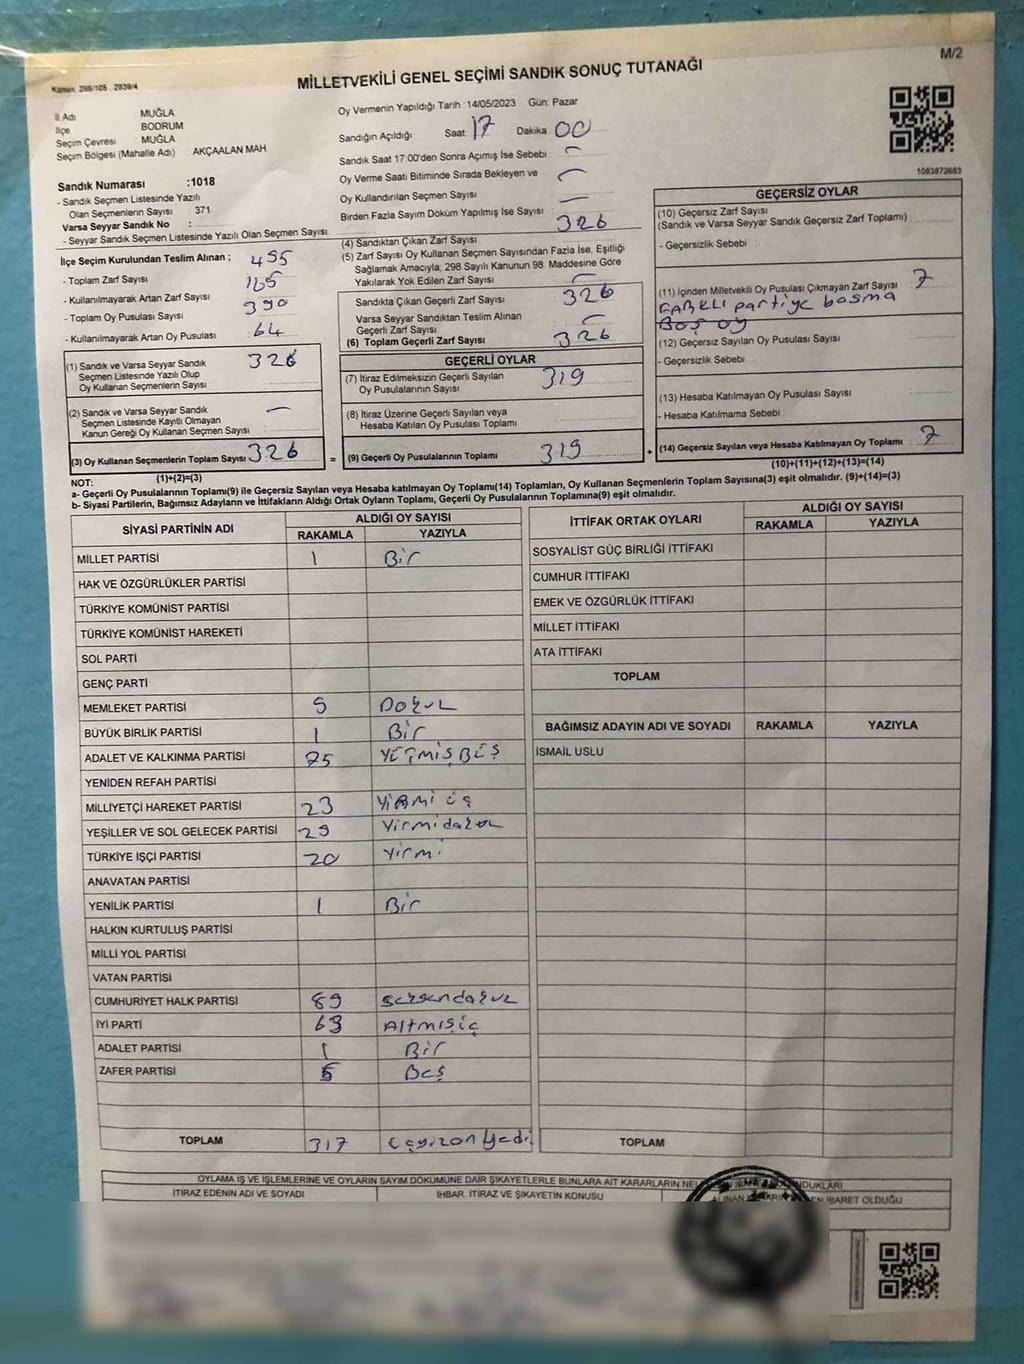 Kanun. 298/105 , 2839/4
M/2
MİLLETVEKİLİ GENEL SEÇİMİ SANDIK SONUÇ TUTANAĞI
İl Adı MUĞLA
İlçe BODRUM
Seçim Çevresi MUĞLA
Seçim Bölgesi (Mahalle Adı) AKÇAALAN MAH
Sandık Numarası :1018
- Sandık Seçmen Listesinde Yazılı
Olan Seçmenlerin Sayısı : 371
Varsa Seyyar Sandık No :
- Seyyar Sandık Seçmen Listesinde Yazılı Olan Seçmen Sayısı
İlçe Seçim Kurulundan Teslim Alınan ;
- Toplam Zarf Sayısı 495
- Kullanılmayarak Artan Zarf Sayısı 165
- Toplam Oy Pusulası Sayısı 390
- Kullanılmayarak Artan Oy Pusulası 64
(1) Sandık ve Varsa Seyyar Sandık 326
Seçmen Listesinde Yazılı Olup
Oy Kullanan Seçmenlerin Sayısı
(2) Sandık ve Varsa Seyyar Sandık —
Seçmen Listesinde Kayıtlı Olmayan
Kanun Gereği Oy Kullanan Seçmen Sayısı
(3) Oy Kullanan Seçmenlerin Toplam Sayısı 326
(1)+(2)=(3)
Oy Vermenin Yapıldığı Tarih : 14/05/2023 Gün: Pazar
Sandığın Açıldığı Saat 17 Dakika 00
Sandık Saat 17:00'den Sonra Açımış İse Sebebi :
Oy Verme Saati Bitiminde Sırada Bekleyen ve
Oy Kullandırılan Seçmen Sayısı
Birden Fazla Sayım Döküm Yapılmış İse Sayısı :
(4) Sandıktan Çıkan Zarf Sayısı 326
(5) Zarf Sayısı Oy Kullanan Seçmen Sayısından Fazla İse, Eşitliği
Sağlamak Amacıyla, 298 Sayılı Kanunun 98. Maddesine Göre
Yakılarak Yok Edilen Zarf Sayısı
Sandıkta Çıkan Geçerli Zarf Sayısı 326
Varsa Seyyar Sandıktan Teslim Alınan
Geçerli Zarf Sayısı
(6) Toplam Geçerli Zarf Sayısı 326
GEÇERLİ OYLAR
(7) İtiraz Edilmeksizin Geçerli Sayılan 319
Oy Pusulalarının Sayısı
(8) İtiraz Üzerine Geçerli Sayılan veya
Hesaba Katılan Oy Pusulası Toplamı
= (9) Geçerli Oy Pusulalarının Toplamı 319
1083872683
GEÇERSİZ OYLAR
(10) Geçersiz Zarf Sayısı
(Sandık ve Varsa Seyyar Sandık Geçersiz Zarf Toplamı) :
- Geçersizlik Sebebi :
(11) İçinden Milletvekili Oy Pusulası Çıkmayan Zarf Sayısı 7
FARKLI partiye basma
Boş oy
(12) Geçersiz Sayılan Oy Pusulası Sayısı :
- Geçersizlik Sebebi
(13) Hesaba Katılmayan Oy Pusulası Sayısı :
- Hesaba Katılmama Sebebi
+ (14) Geçersiz Sayılan veya Hesaba Katılmayan Oy Toplamı : 7
(10)+(11)+(12)+(13)=(14)
NOT:
a- Geçerli Oy Pusulalarının Toplamı(9) ile Geçersiz Sayılan veya Hesaba katılmayan Oy Toplamı(14) Toplamları, Oy Kullanan Seçmenlerin Toplam Sayısına(3) eşit olmalıdır. (9)+(14)=(3)
b- Siyasi Partilerin, Bağımsız Adayların ve İttifakların Aldığı Ortak Oyların Toplamı, Geçerli Oy Pusulalarının Toplamına(9) eşit olmalıdır.
SİYASİ PARTİNİN ADI ALDIĞI OY SAYISI
RAKAMLA YAZIYLA
MİLLET PARTİSİ 1 Bir
HAK VE ÖZGÜRLÜKLER PARTİSİ
TÜRKİYE KOMÜNİST PARTİSİ
TÜRKİYE KOMÜNİST HAREKETİ
SOL PARTİ
GENÇ PARTİ
MEMLEKET PARTİSİ 9 Dokuz
BÜYÜK BİRLİK PARTİSİ 1 Bir
ADALET VE KALKINMA PARTİSİ 75 YETMİŞ BEŞ
YENİDEN REFAH PARTİSİ
MİLLİYETÇİ HAREKET PARTİSİ 23 Yirmi üç
YEŞİLLER VE SOL GELECEK PARTİSİ 29 Yirmidokuz
TÜRKİYE İŞÇİ PARTİSİ 20 Yirmi
ANAVATAN PARTİSİ
YENİLİK PARTİSİ 1 Bir
HALKIN KURTULUŞ PARTİSİ
MİLLİ YOL PARTİSİ
VATAN PARTİSİ
CUMHURİYET HALK PARTİSİ 89 Seksendokuz
İYİ PARTİ 63 Altmışüç
ADALET PARTİSİ 1 Bir
ZAFER PARTİSİ 5 Beş
TOPLAM 317 Üçyüzonyedi
İTTİFAK ORTAK OYLARI ALDIĞI OY SAYISI
RAKAMLA YAZIYLA
SOSYALİST GÜÇ BİRLİĞİ İTTİFAKI
CUMHUR İTTİFAKI
EMEK VE ÖZGÜRLÜK İTTİFAKI
MİLLET İTTİFAKI
ATA İTTİFAKI
TOPLAM
BAĞIMSIZ ADAYIN ADI VE SOYADI RAKAMLA YAZIYLA
İSMAİL USLU
TOPLAM
OYLAMA İŞ VE İŞLEMLERİNE VE OYLARIN SAYIM DÖKÜMÜNE DAİR ŞİKAYETLERLE BUNLARA AİT KARARLARIN
İTİRAZ EDENİN ADI VE SOYADI İHBAR, İTİRAZ VE ŞİKAYETİN KONUSU İBARET OLDUĞU